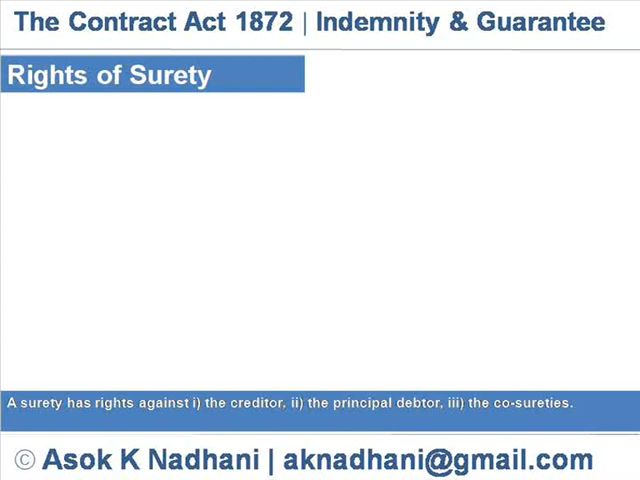 The Contract Act 1872 | Indemnity & Guarantee
Rights of Surety
A surety has rights against i) the creditor, ii) the principal debtor, iii) the co-sureties.
© Asok K Nadhani | aknadhani@gmail.com